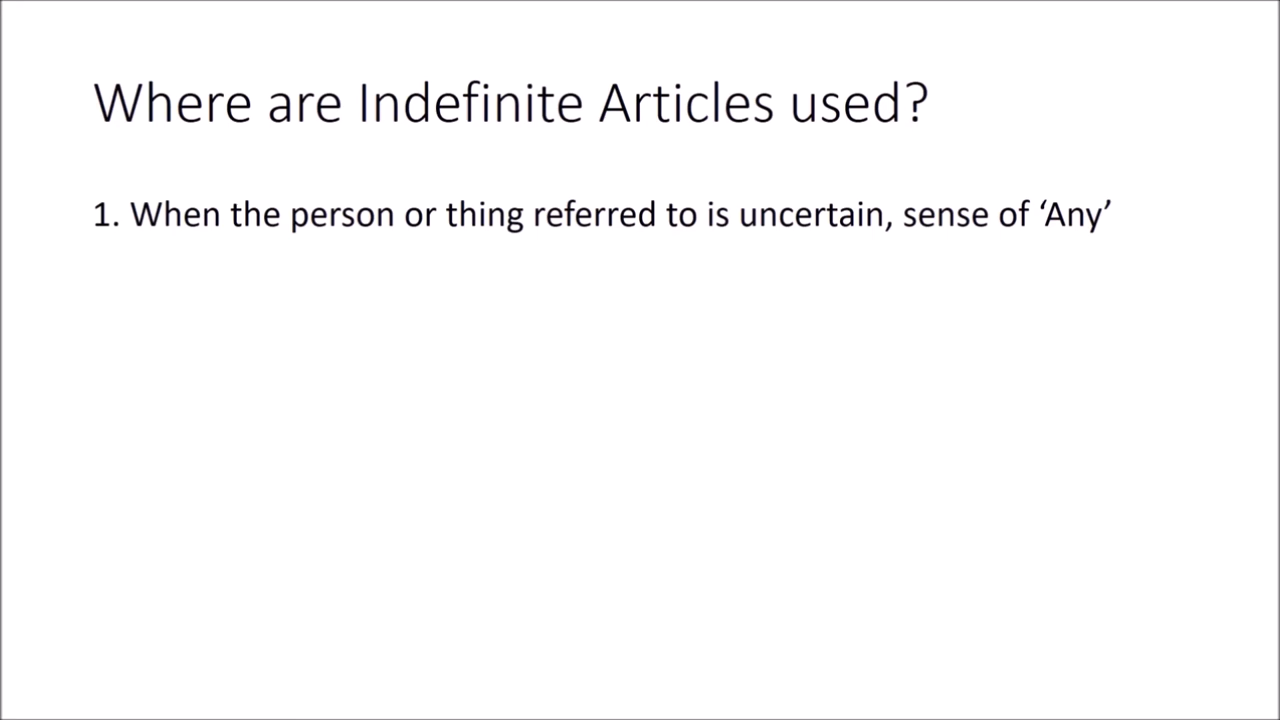 Where are Indefinite Articles used?
1. When the person or thing referred to is uncertain, sense of ‘Any’